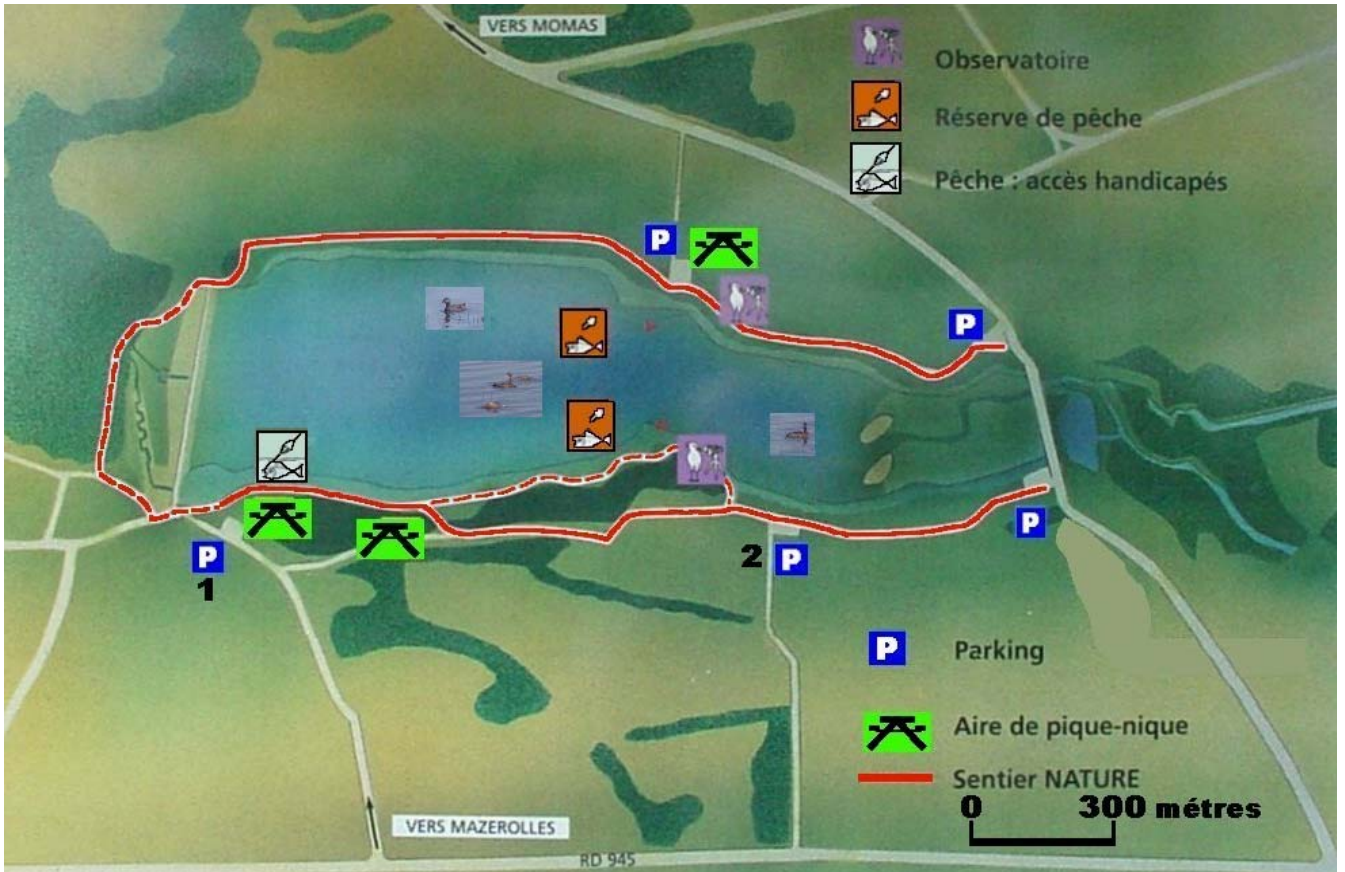 VERS MOMAS
Observatoire
Réserve de pêche
Pêche : accès handicapés
P
P
P
1
2
P
P
P
Parking
Aire de pique-nique
Sentier NATURE
0 300 métres
VERS MAZEROLLES
RD 945